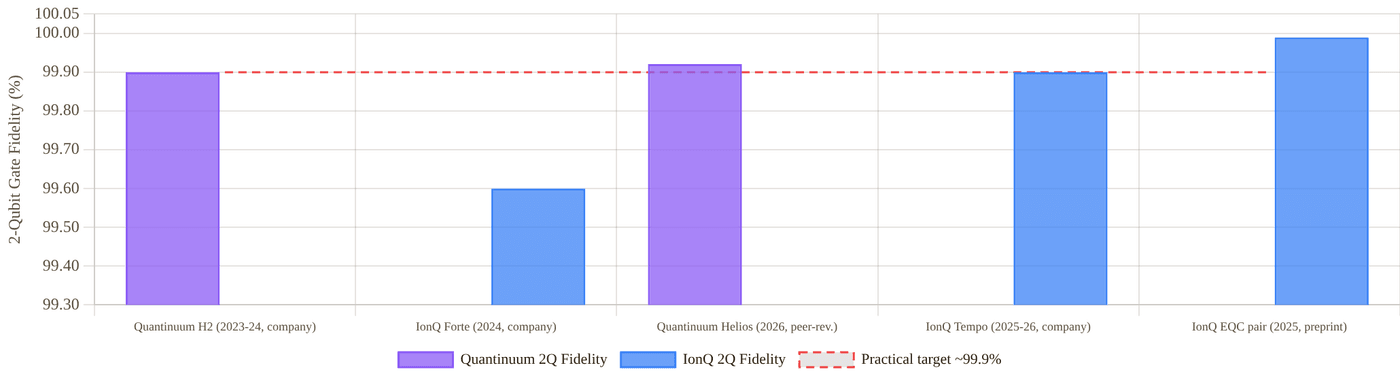 100.05
100.00
99.90
99.80
99.70
99.60
99.50
99.40
99.30
2-Qubit Gate Fidelity (%)
Quantinuum H2 (2023-24, company)
IonQ Forte (2024, company)
Quantinuum Helios (2026, peer-rev.)
IonQ Tempo (2025-26, company)
IonQ EQC pair (2025, preprint)
Quantinuum 2Q Fidelity
IonQ 2Q Fidelity
Practical target ~99.9%